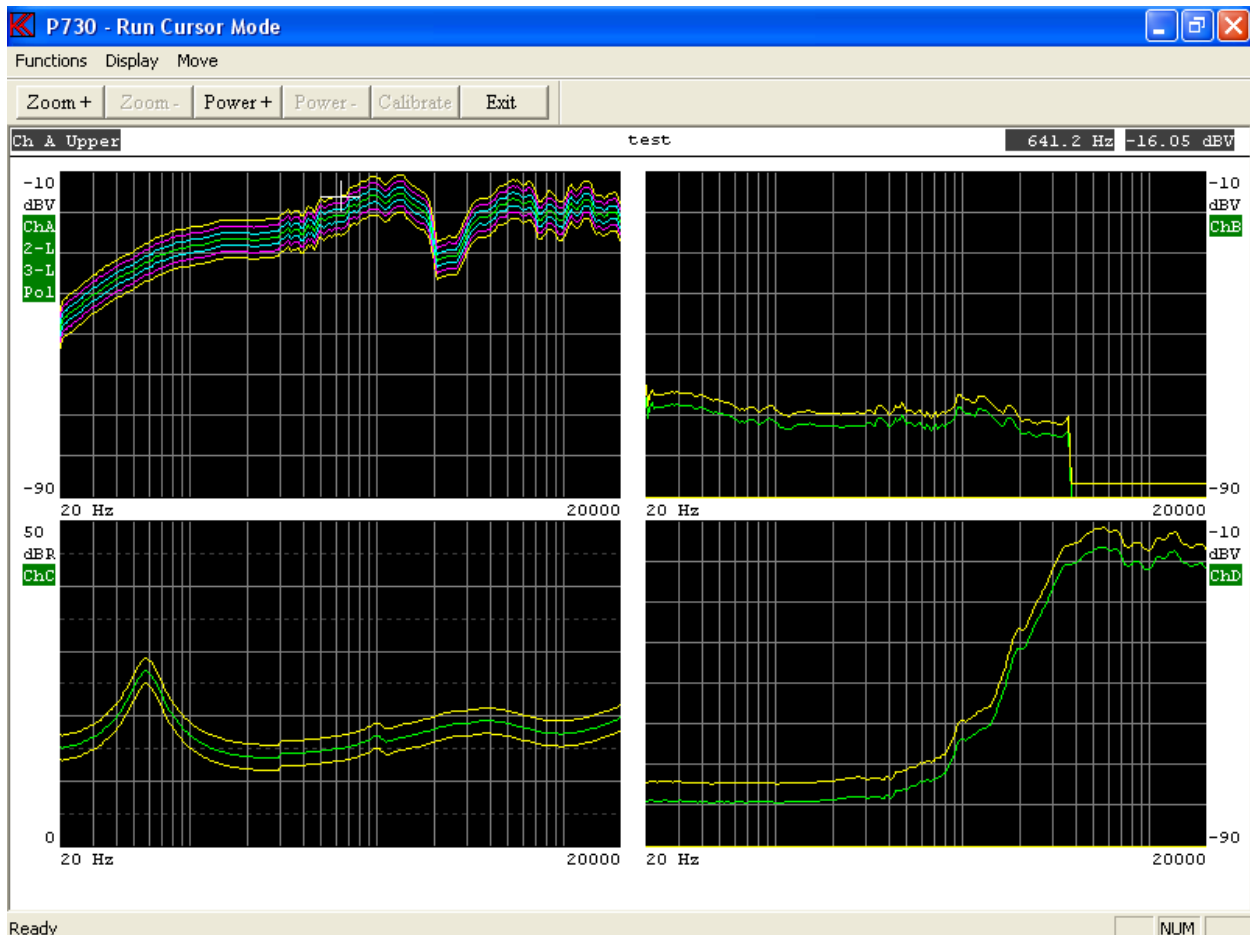 P730 - Run Cursor Mode
Functions Display Move
Zoom + Zoom - Power + Power - Calibrate Exit
Ch A Upper test 641.2 Hz -16.05 dBV
-10
dBV
ChA
2-L
3-L
Pol
-90
20 Hz 20000
-10
dBV
ChB
-90
20 Hz 20000
50
dBR
ChC
0
20 Hz 20000
-10
dBV
ChD
-90
20 Hz 20000
Ready NUM